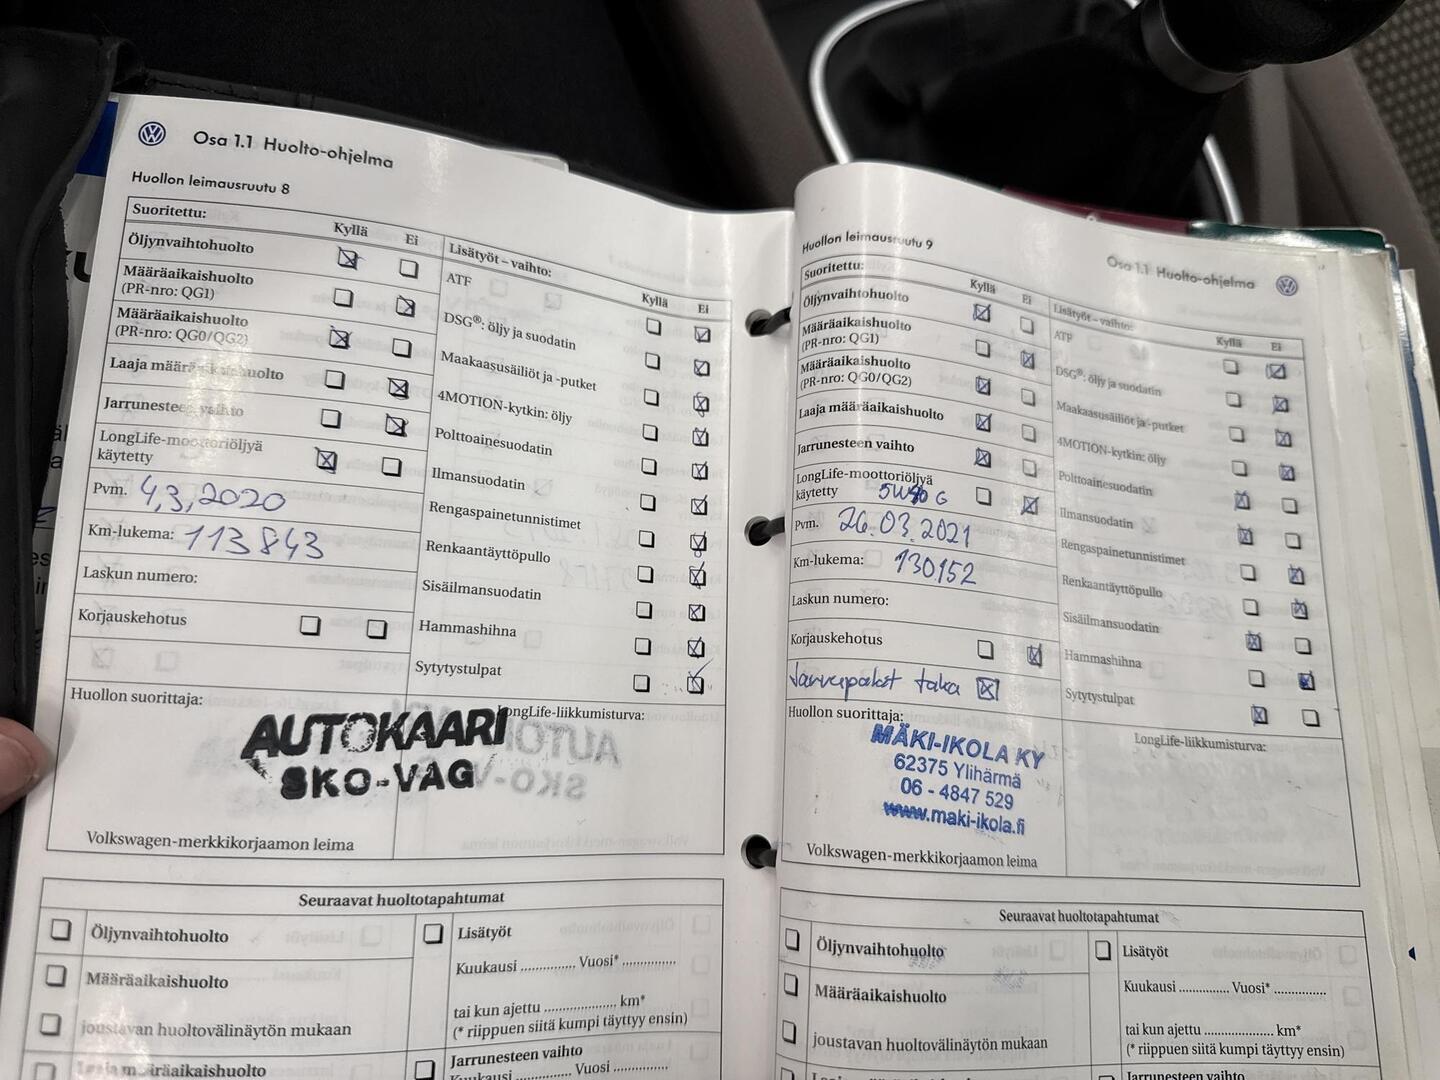 Osa 1.1 Huolto-ohjelma
Huollon leimausruutu 8
Suoritettu:
Kyllä Ei
Öljynvaihtohuolto
Määräaikaishuolto
(PR-nro: QG1)
Määräaikaishuolto
(PR-nro: QG0/QG2)
Laaja määräaikaishuolto
Jarrunesteen vaihto
LongLife-moottoriöljyä
käytetty
Pvm. 4,3,2020
Km-lukema: 113843
Laskun numero:
Korjauskehotus
Lisätyöt – vaihto:
Kyllä Ei
ATF
DSG®: öljy ja suodatin
Maakaasusäiliöt ja -putket
4MOTION-kytkin: öljy
Polttoainesuodatin
Ilmansuodatin
Rengaspainetunnistimet
Renkaantäyttöpullo
Sisäilmansuodatin
Hammashihna
Sytytystulpat
Huollon suorittaja:
LongLife-liikkumisturva:
AUTOKAARI
SKO-VAG
Volkswagen-merkkikorjaamon leima
Seuraavat huoltotapahtumat
Öljynvaihtohuolto
Määräaikaishuolto
joustavan huoltovälinäytön mukaan
Laaja määräaikaishuolto
Lisätyöt
Kuukausi ............... Vuosi* ...............
tai kun ajettu .................... km*
(* riippuen siitä kumpi täyttyy ensin)
Jarrunesteen vaihto
Kuukausi ............... Vuosi ...............
Osa 1.1 Huolto-ohjelma
Huollon leimausruutu 9
Suoritettu:
Kyllä Ei
Öljynvaihtohuolto
Määräaikaishuolto
(PR-nro: QG1)
Määräaikaishuolto
(PR-nro: QG0/QG2)
Laaja määräaikaishuolto
Jarrunesteen vaihto
LongLife-moottoriöljyä
käytetty
Pvm. 26.03.2021
Km-lukema: 130152
Laskun numero:
Korjauskehotus
Jarrupalat taka
Lisätyöt – vaihto:
Kyllä Ei
ATF
DSG®: öljy ja suodatin
Maakaasusäiliöt ja -putket
4MOTION-kytkin: öljy
Polttoainesuodatin
Ilmansuodatin
Rengaspainetunnistimet
Renkaantäyttöpullo
Sisäilmansuodatin
Hammashihna
Sytytystulpat
Huollon suorittaja:
LongLife-liikkumisturva:
MÄKI-IKOLA KY
62375 Ylihärmä
06 - 4847 529
www.maki-ikola.fi
Volkswagen-merkkikorjaamon leima
Seuraavat huoltotapahtumat
Öljynvaihtohuolto
Määräaikaishuolto
joustavan huoltovälinäytön mukaan
Lisätyöt
Kuukausi ............. Vuosi* .............
tai kun ajettu .................. km*
(* riippuen siitä kumpi täyttyy ensin)
Jarrunesteen vaihto